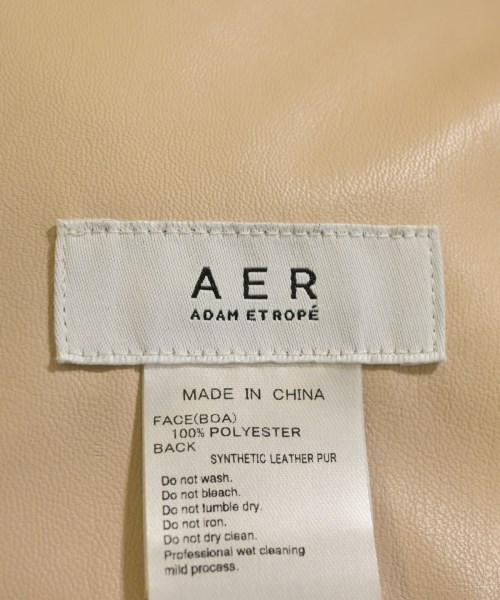 AER
ADAM ET ROPÉ
MADE IN CHINA
FACE(BOA)
100% POLYESTER
BACK
SYNTHETIC LEATHER PUR
Do not wash.
Do not bleach.
Do not tumble dry.
Do not iron.
Do not dry clean.
Professional wet cleaning
mild process.